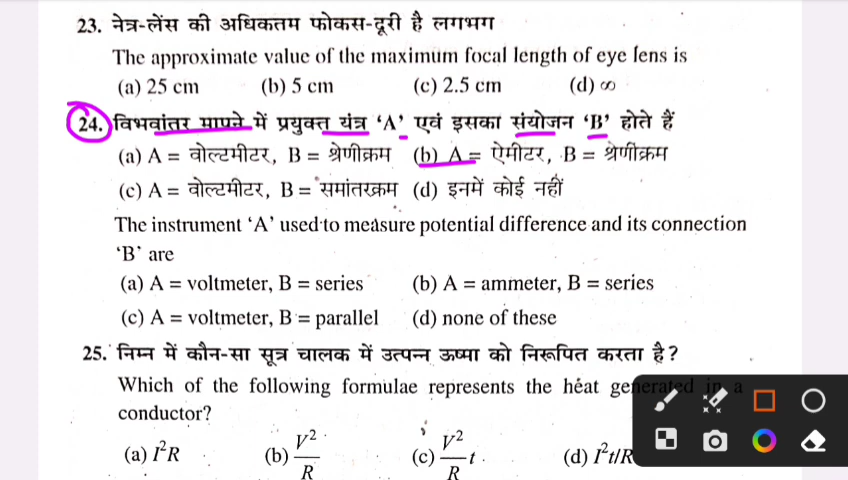 23. नेत्र-लेंस की अधिकतम फोकस-दूरी है लगभग
The approximate value of the maximum focal length of eye lens is
(a) 25 cm (b) 5 cm (c) 2.5 cm (d) ∞
24. विभवांतर मापने में प्रयुक्त यंत्र ‘A’ एवं इसका संयोजन ‘B’ होते हैं
(a) A = वोल्टमीटर, B = श्रेणीक्रम (b) A = ऐमीटर, B = श्रेणीक्रम
(c) A = वोल्टमीटर, B = समांतरक्रम (d) इनमें कोई नहीं
The instrument ‘A’ used to measure potential difference and its connection
‘B’ are
(a) A = voltmeter, B = series (b) A = ammeter, B = series
(c) A = voltmeter, B = parallel (d) none of these
25. निम्न में कौन-सा सूत्र चालक में उत्पन्न ऊष्मा को निरूपित करता है?
Which of the following formulae represents the heat generated in a
conductor?
(a) I²R (b) V²/R (c) V²/R t (d) I²t/R